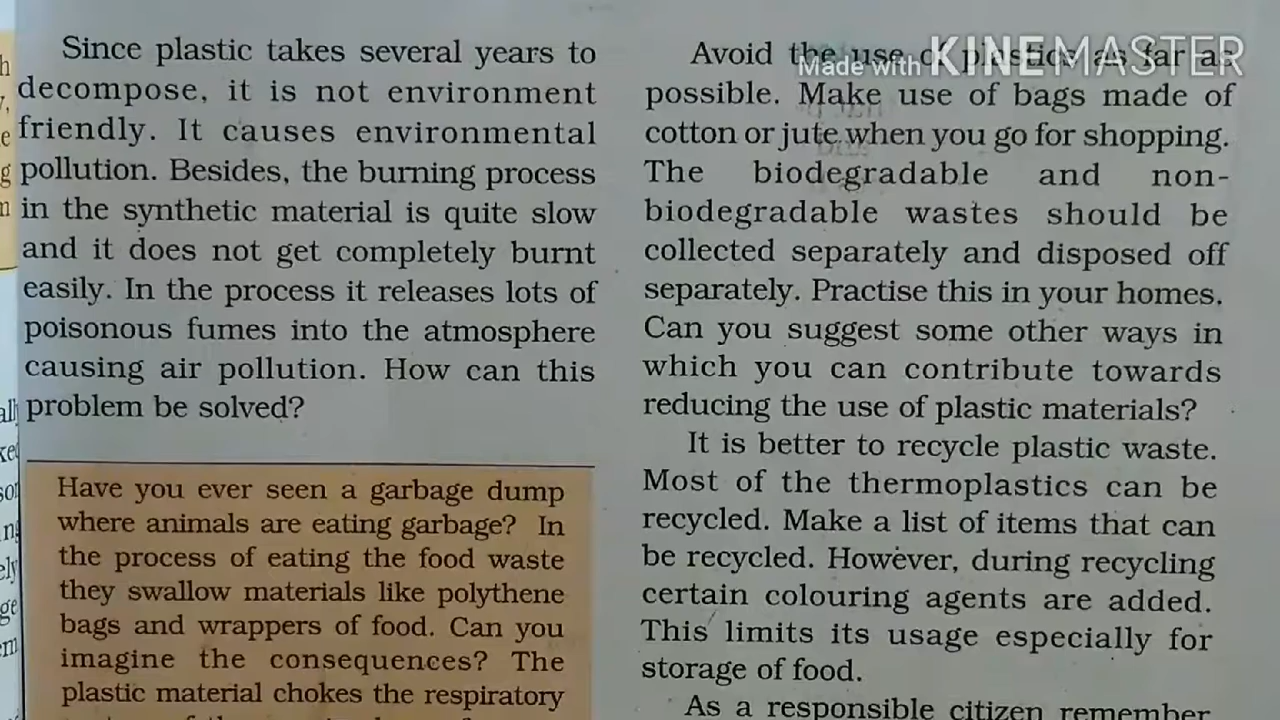 Since plastic takes several years to
decompose, it is not environment
friendly. It causes environmental
pollution. Besides, the burning process
in the synthetic material is quite slow
and it does not get completely burnt
easily. In the process it releases lots of
poisonous fumes into the atmosphere
causing air pollution. How can this
problem be solved?
Have you ever seen a garbage dump
where animals are eating garbage? In
the process of eating the food waste
they swallow materials like polythene
bags and wrappers of food. Can you
imagine the consequences? The
plastic material chokes the respiratory
Avoid the use of plastics as far as
Made with KINEMASTER
possible. Make use of bags made of
cotton or jute when you go for shopping.
The biodegradable and non-
biodegradable wastes should be
collected separately and disposed off
separately. Practise this in your homes.
Can you suggest some other ways in
which you can contribute towards
reducing the use of plastic materials?
It is better to recycle plastic waste.
Most of the thermoplastics can be
recycled. Make a list of items that can
be recycled. However, during recycling
certain colouring agents are added.
This limits its usage especially for
storage of food.
As a responsible citizen remember